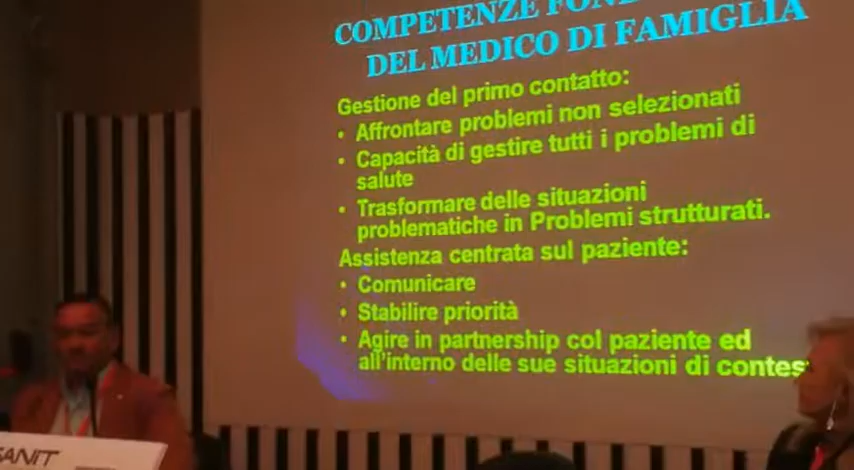 COMPETENZE
DEL MEDICO DI FAMIGLIA
Gestione del primo contatto:
• Affrontare problemi non selezionati
• Capacità di gestire tutti i problemi di
salute
• Trasformare delle situazioni
problematiche in Problemi strutturati.
Assistenza centrata sul paziente:
• Comunicare
• Stabilire priorità
• Agire in partnership col paziente ed
all'interno delle sue situazioni di contes
SANIT